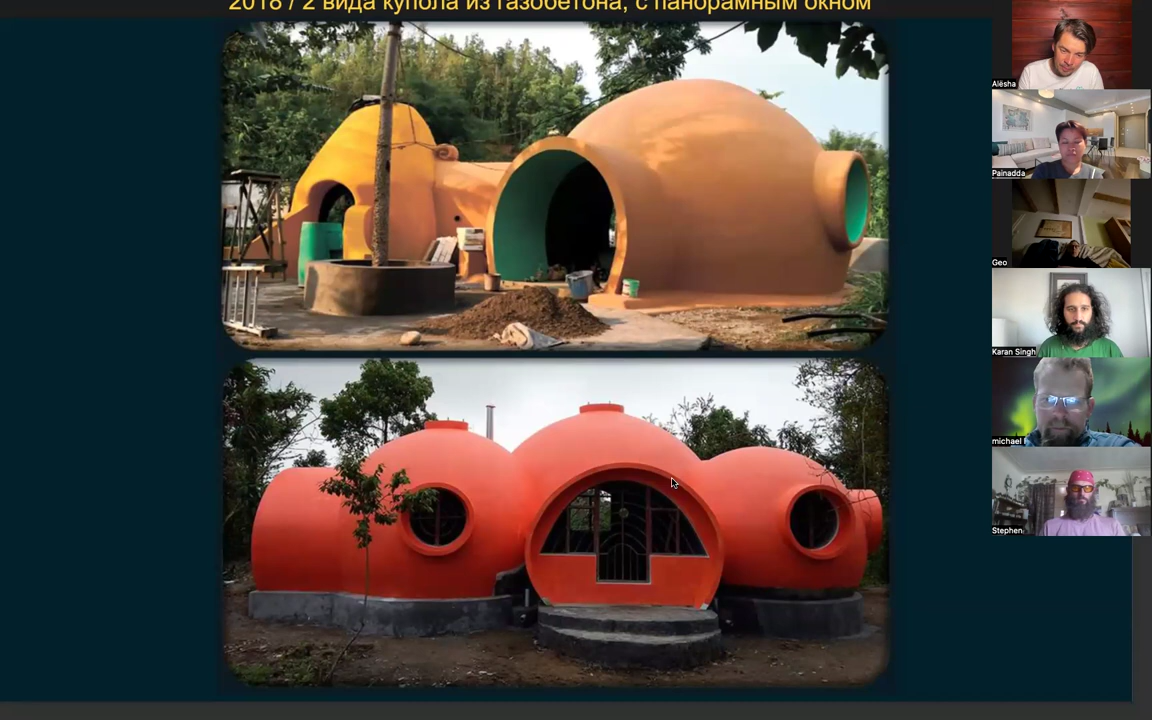 2018 / 2 вида купола из газобетона, с панорамным окном
Alësha
Painadda
Geo
Karan Singh
michael
Stephen